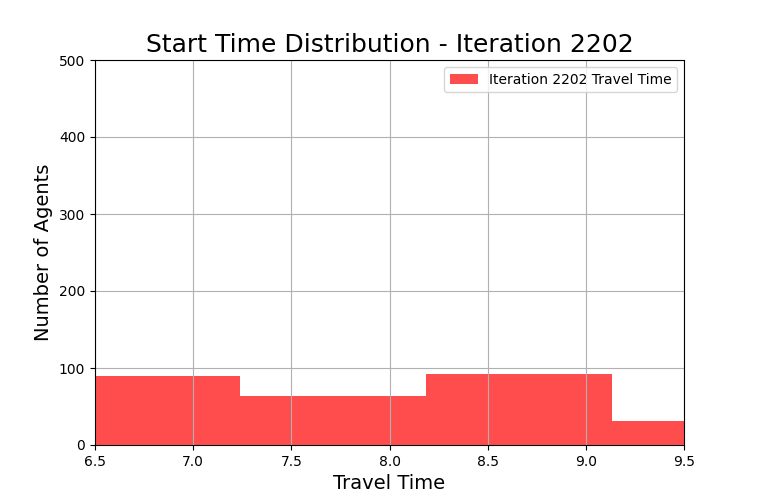 Start Time Distribution - Iteration 2202
Iteration 2202 Travel Time
Number of Agents
500
400
300
200
100
0
6.5 7.0 7.5 8.0 8.5 9.0 9.5
Travel Time